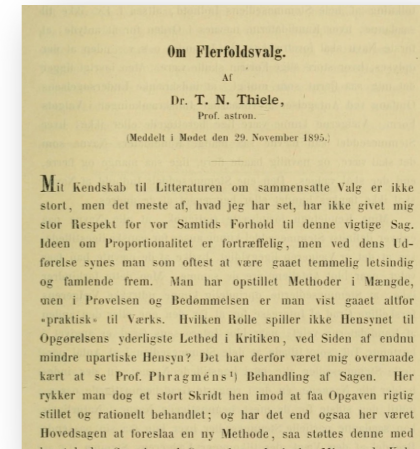 Om Flerfoldsvalg.
Af
Dr. T. N. Thiele,
Prof. astron.
(Meddelt i Mødet den 29. November 1895.)
Mit Kendskab til Litteraturen om sammensatte Valg er ikke
stort, men det meste af, hvad jeg har set, har ikke givet mig
stor Respekt for vor Samtids Forhold til denne vigtige Sag.
Ideen om Proportionalitet er fortræffelig, men ved dens Ud-
førelse synes man som oftest at være gaaet temmelig letsindig
og famlende frem. Man har opstillet Methoder i Mængde,
men i Prøvelsen og Bedømmelsen er man vist gaaet altfor
«praktisk» til Værks. Hvilken Rolle spiller ikke Hensynet til
Opgørelsens yderligste Lethed i Kritiken, ved Siden af endnu
mindre upartiske Hensyn? Det har derfor været mig overmaade
kært at se Prof. Phragméns¹) Behandling af Sagen. Her
rykker man dog et stort Skridt hen imod at faa Opgaven rigtig
stillet og rationelt behandlet; og har det end ogsaa her været
Hovedsagen at foreslaa en ny Methode, saa støttes denne med